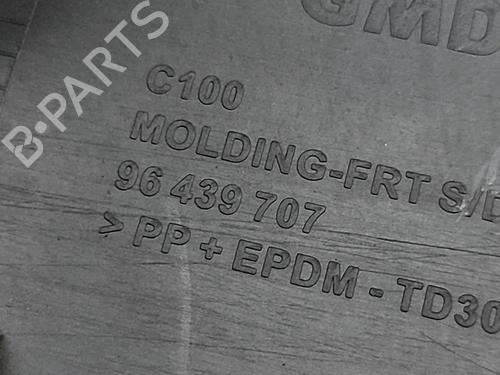 GMD
C100
MOLDING-FRT S/D
96 439 707
> PP + EPDM - TD30
B-PARTS